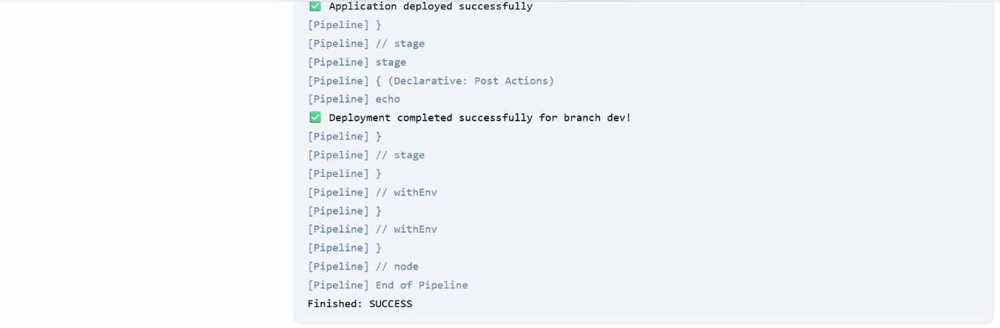 ✅ Application deployed successfully
[Pipeline] }
[Pipeline] // stage
[Pipeline] stage
[Pipeline] { (Declarative: Post Actions)
[Pipeline] echo
✅ Deployment completed successfully for branch dev!
[Pipeline] }
[Pipeline] // stage
[Pipeline] }
[Pipeline] // withEnv
[Pipeline] }
[Pipeline] // withEnv
[Pipeline] }
[Pipeline] // node
[Pipeline] End of Pipeline
Finished: SUCCESS